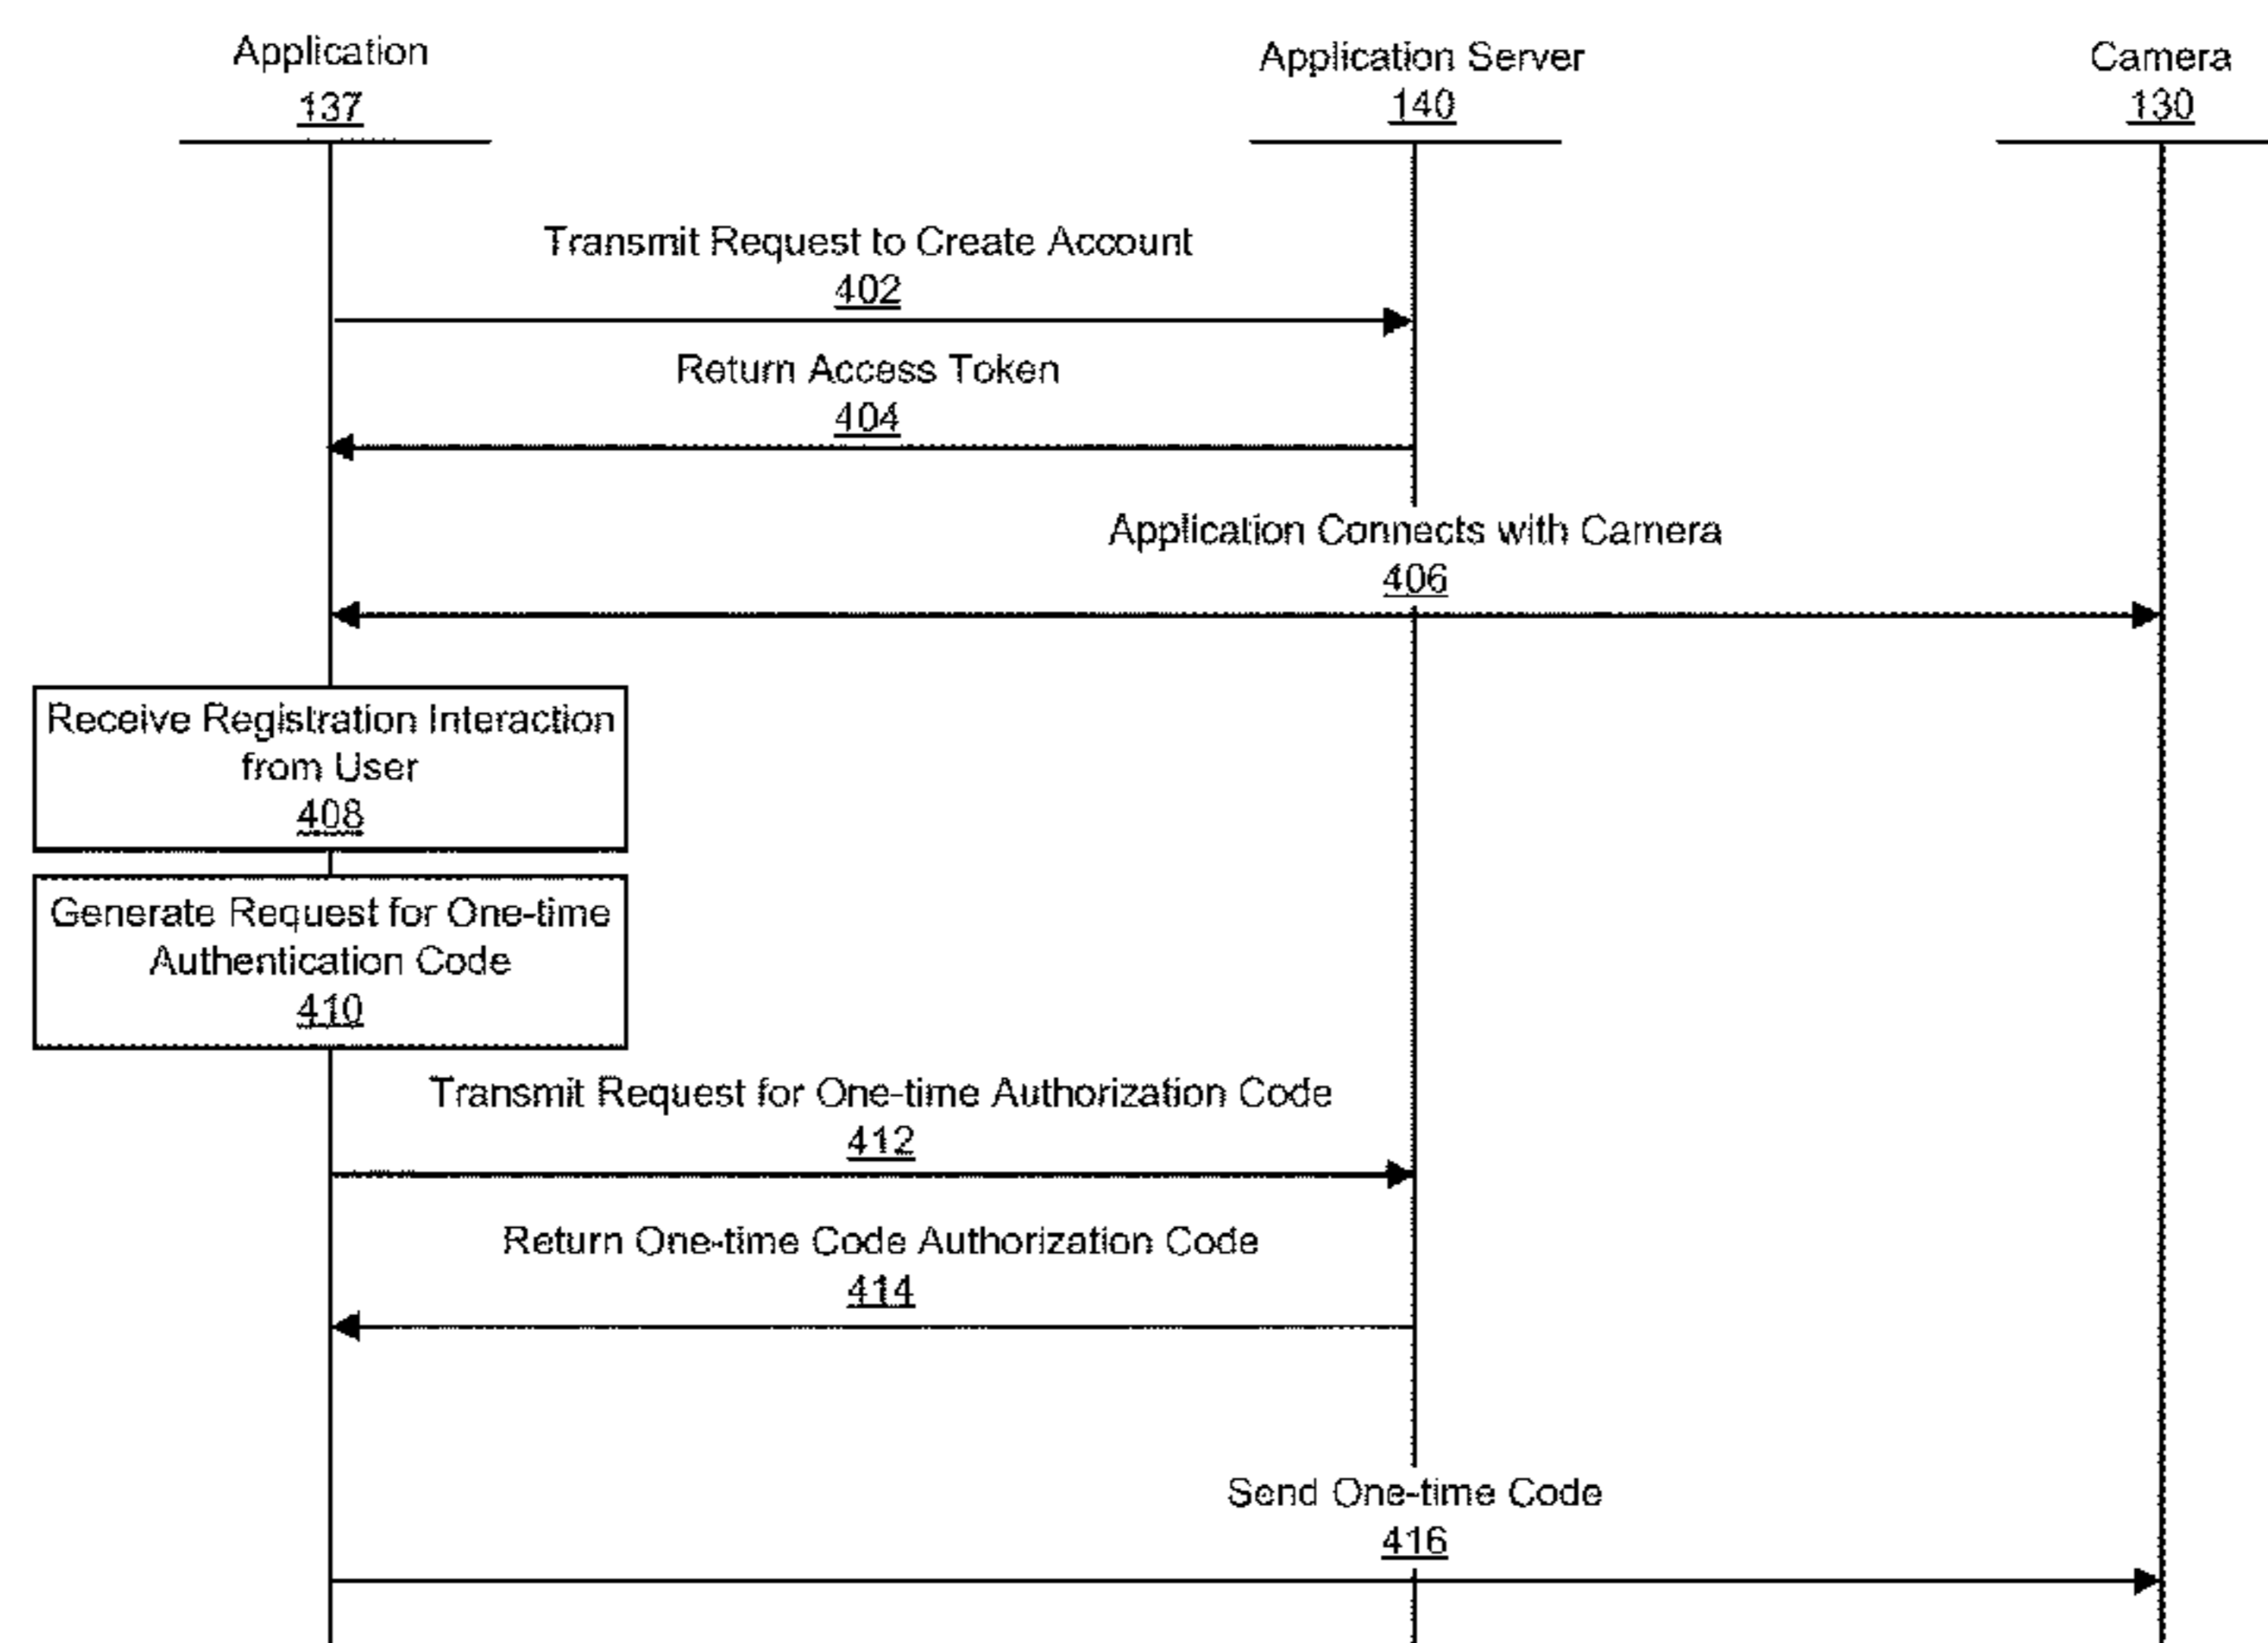 Application
137
Application Server
140
Camera
130
Transmit Request to Create Account
402
Return Access Token
404
Application Connects with Camera
406
Receive Registration Interaction
from User
408
Generate Request for One-time
Authentication Code
410
Transmit Request for One-time Authorization Code
412
Return One-time Code Authorization Code
414
Send One-time Code
416